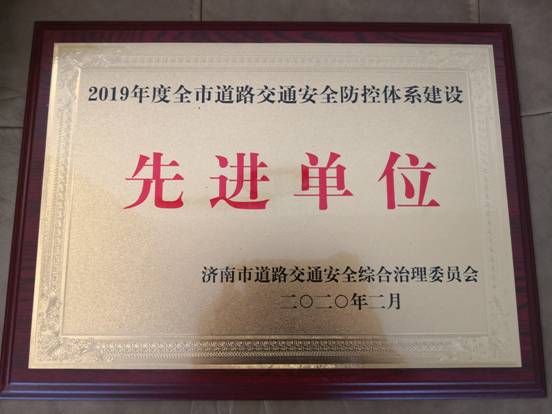 2019年度全市道路交通安全防控体系建设
先进单位
济南市道路交通安全综合治理委员会
二〇二〇年二月